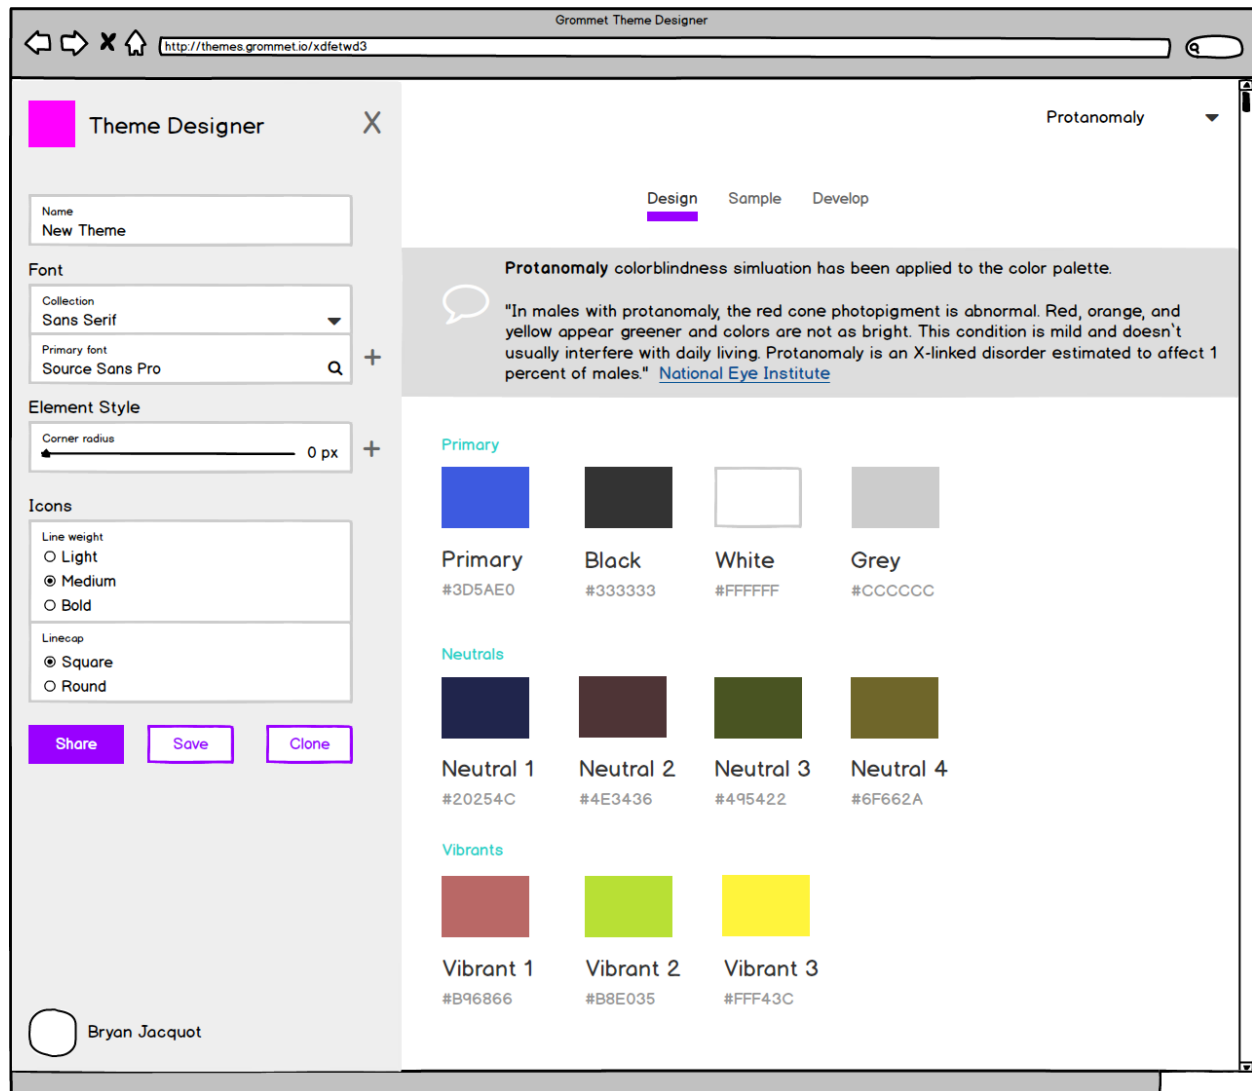 Grommet Theme Designer
http://themes.grommet.io/xdfetwd3
Theme Designer
X
Name
New Theme
Font
Collection
Sans Serif
Primary font
Source Sans Pro
+
Element Style
Corner radius
0 px
+
Icons
Line weight
Light
Medium
Bold
Linecap
Square
Round
Share Save Clone
Bryan Jacquot
Protanomaly
Design Sample Develop
Protanomaly colorblindness simluation has been applied to the color palette.
"In males with protanomaly, the red cone photopigment is abnormal. Red, orange, and
yellow appear greener and colors are not as bright. This condition is mild and doesn`t
usually interfere with daily living. Protanomaly is an X-linked disorder estimated to affect 1
percent of males." National Eye Institute
Primary
Primary Black White Grey
#3D5AE0 #333333 #FFFFFF #CCCCCC
Neutrals
Neutral 1 Neutral 2 Neutral 3 Neutral 4
#20254C #4E3436 #495422 #6F662A
Vibrants
Vibrant 1 Vibrant 2 Vibrant 3
#B96866 #B8E035 #FFF43C